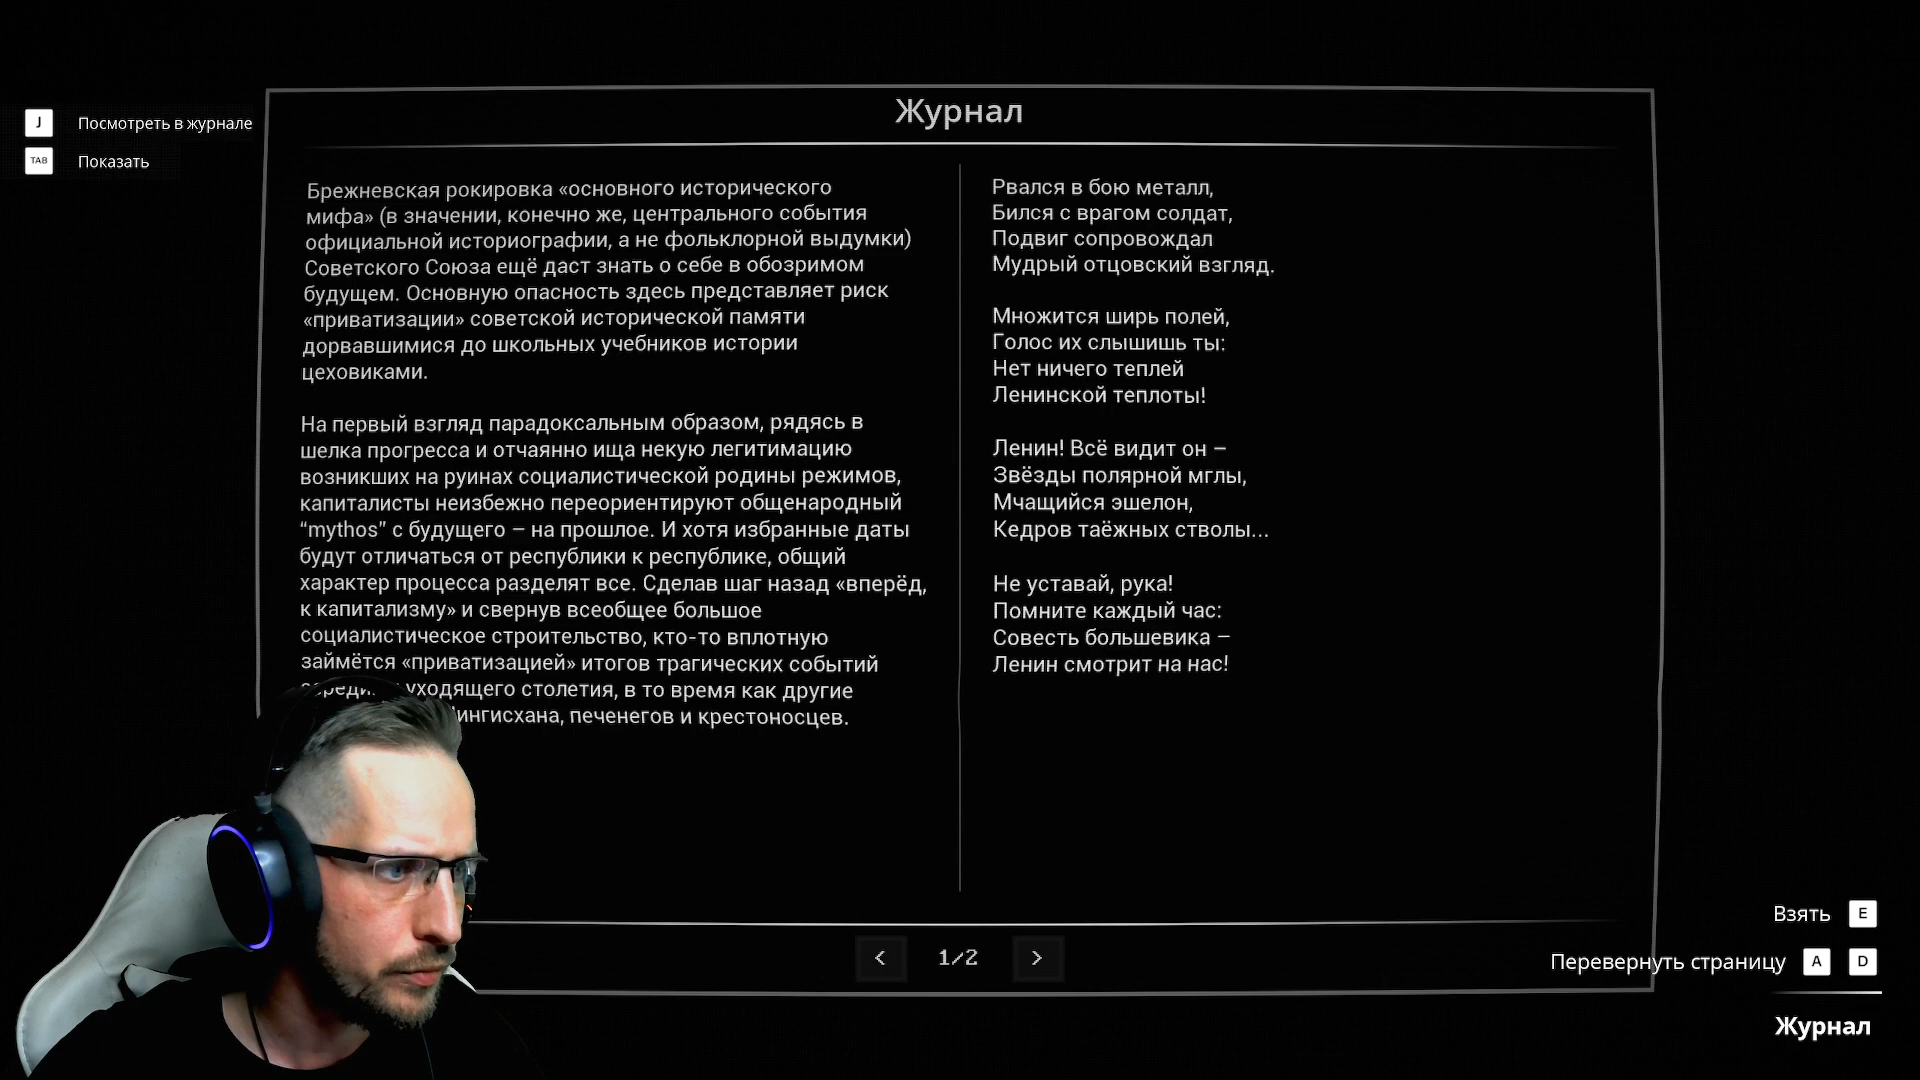 J Посмотреть в журнале
TAB Показать
Журнал
Брежневская рокировка «основного исторического
мифа» (в значении, конечно же, центрального события
официальной историографии, а не фольклорной выдумки)
Советского Союза ещё даст знать о себе в обозримом
будущем. Основную опасность здесь представляет риск
«приватизации» советской исторической памяти
дорвавшимися до школьных учебников истории
цеховиками.
На первый взгляд парадоксальным образом, рядясь в
шелка прогресса и отчаянно ища некую легитимацию
возникших на руинах социалистической родины режимов,
капиталисты неизбежно переориентируют общенародный
“mythos” с будущего – на прошлое. И хотя избранные даты
будут отличаться от республики к республике, общий
характер процесса разделят все. Сделав шаг назад «вперёд,
к капитализму» и свернув всеобщее большое
социалистическое строительство, кто-то вплотную
займётся «приватизацией» итогов трагических событий
уходящего столетия, в то время как другие
печенегов и крестоносцев.
Рвался в бою металл,
Бился с врагом солдат,
Подвиг сопровождал
Мудрый отцовский взгляд.
Множится ширь полей,
Голос их слышишь ты:
Нет ничего теплей
Ленинской теплоты!
Ленин! Всё видит он –
Звёзды полярной мглы,
Мчащийся эшелон,
Кедров таёжных стволы...
Не уставай, рука!
Помните каждый час:
Совесть большевика –
Ленин смотрит на нас!
< 1/2 >
Взять E
Перевернуть страницу A D
Журнал